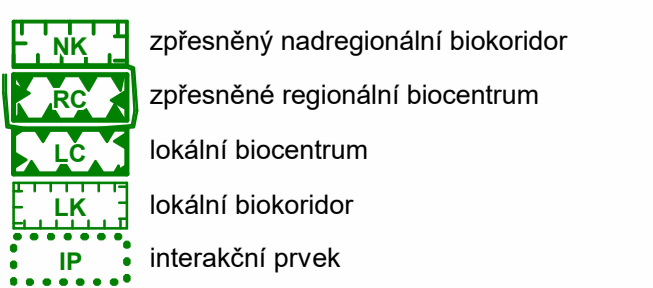 NK zpřesněný nadregionální biokoridor
RC zpřesněné regionální biocentrum
LC lokální biocentrum
LK lokální biokoridor
IP interakční prvek